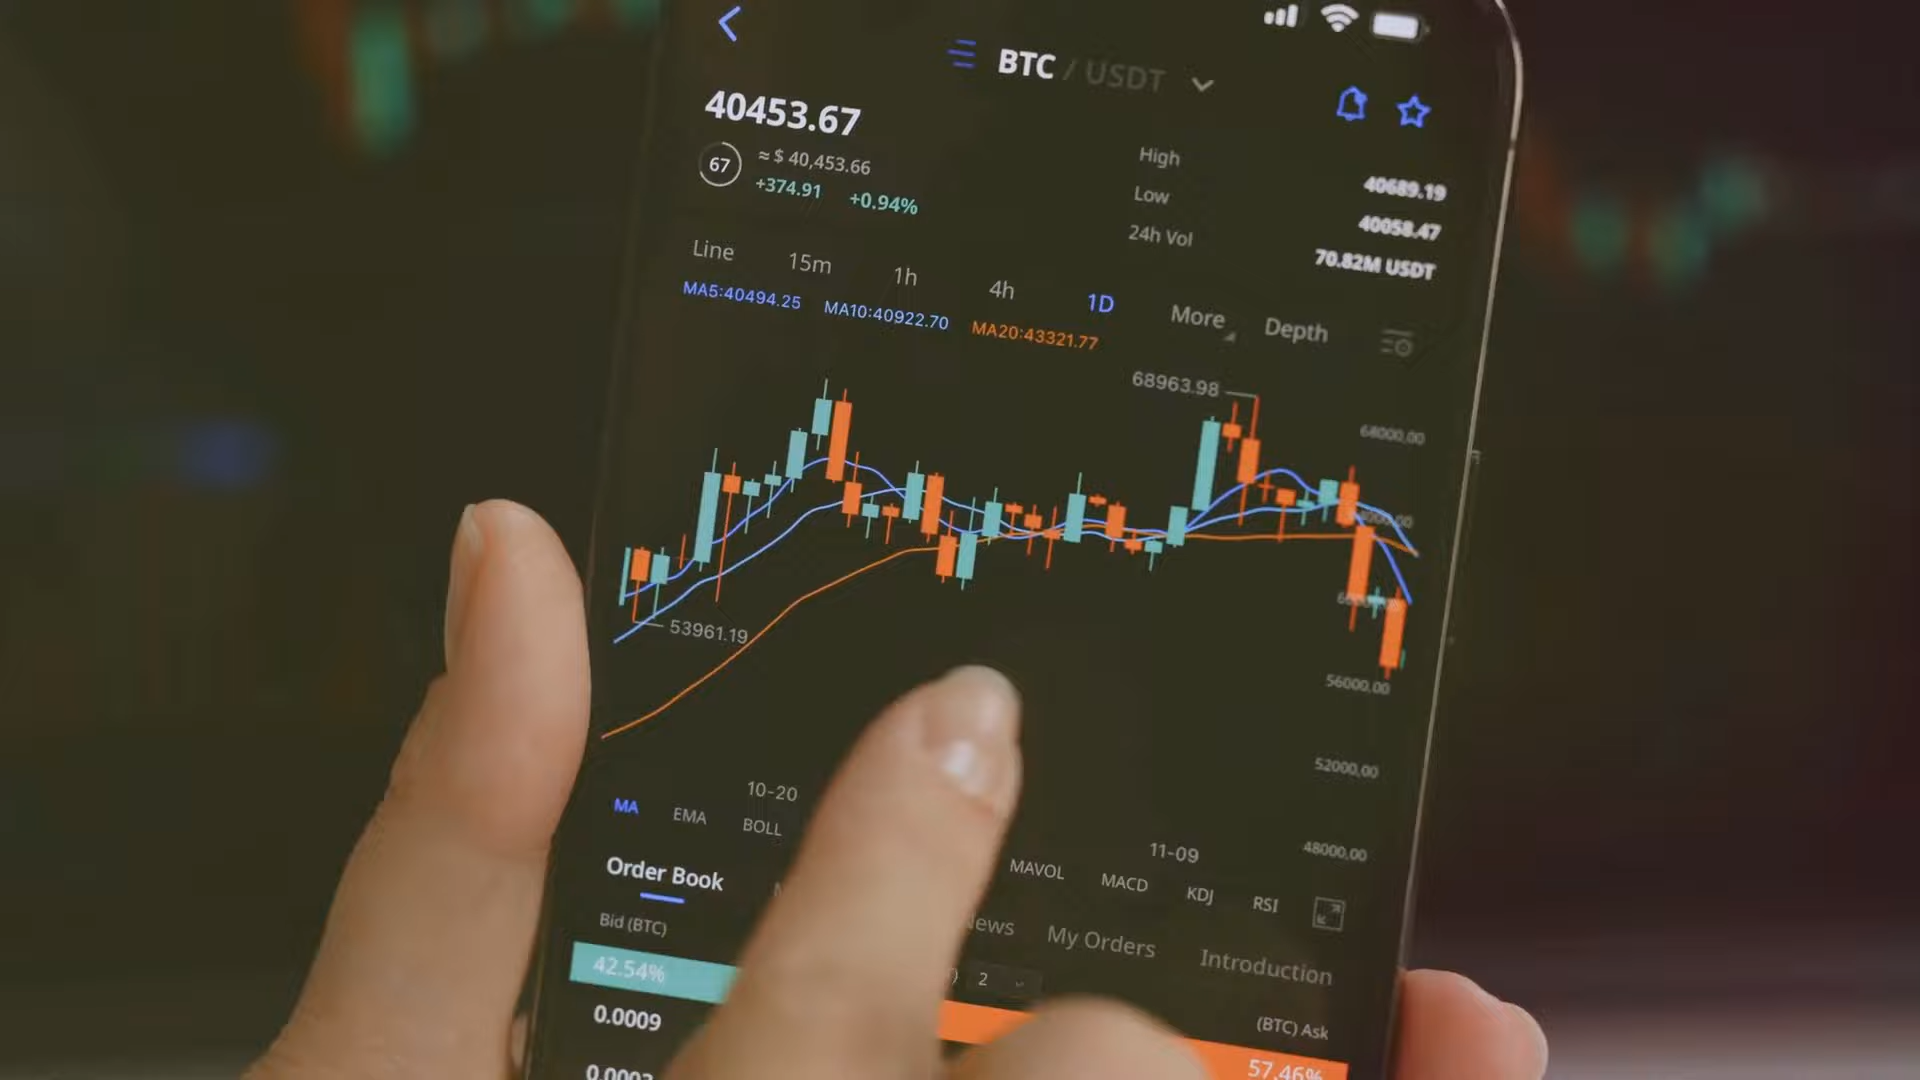 BTC / USDT
40453.67
67
≈ $ 40,453.66
+374.91 +0.94%
High 40689.19
Low 40058.47
24h Vol 70.82M USDT
Line 15m 1h 4h 1D More Depth
MA5:40494.25 MA10:40922.70 MA20:43321.77
68963.98
68000.00
53961.19
56000.00
52000.00
48000.00
10-20 11-09
MA EMA BOLL MAVOL MACD KDJ RSI
Order Book News My Orders Introduction
Bid (BTC) 2 (BTC) Ask
42.54% 57.46%
0.0009